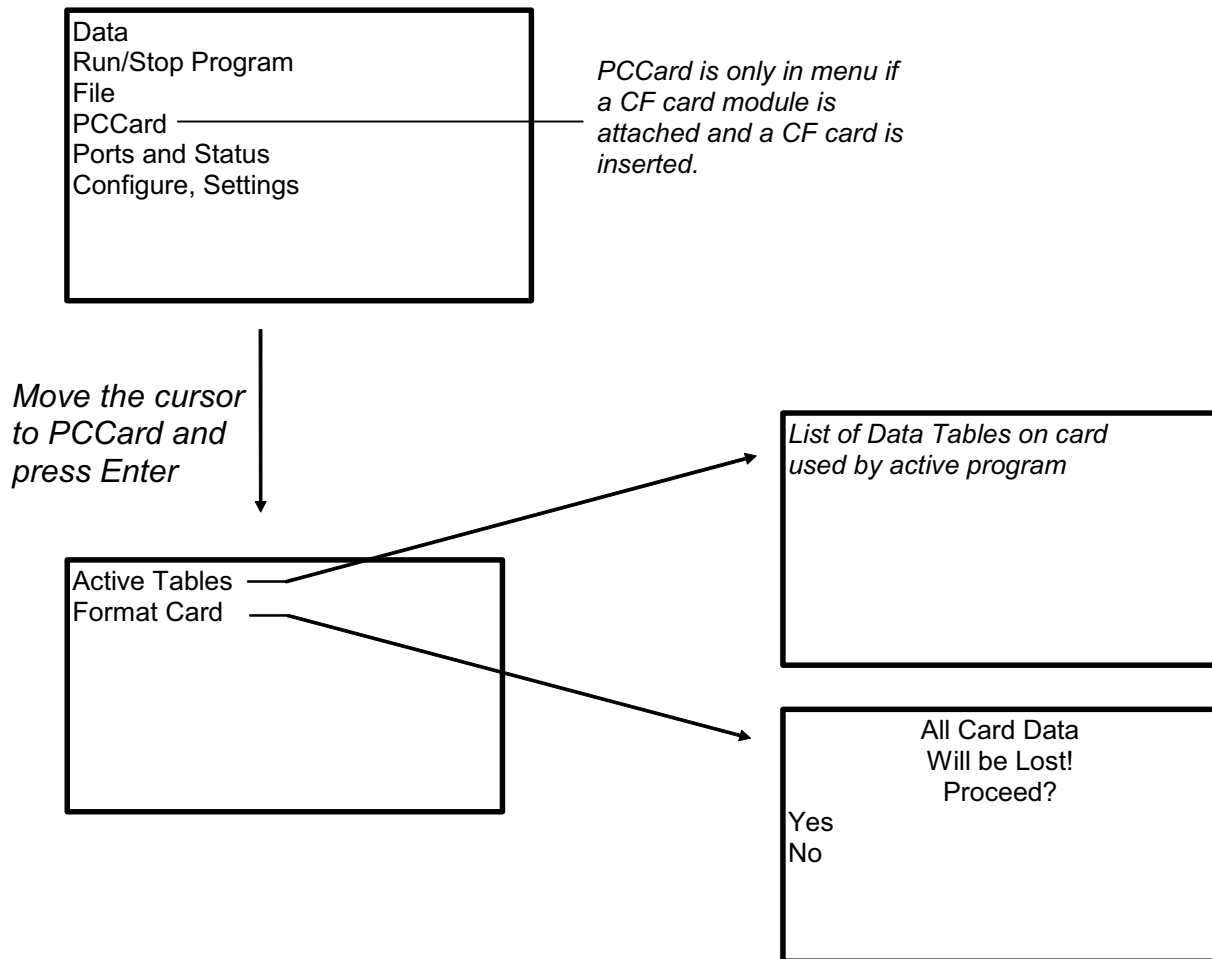 Data
Run/Stop Program
File
PCCard
Ports and Status
Configure, Settings
PCCard is only in menu if
a CF card module is
attached and a CF card is
inserted.
Move the cursor
to PCCard and
press Enter
Active Tables
Format Card
List of Data Tables on card
used by active program
All Card Data
Will be Lost!
Proceed?
Yes
No